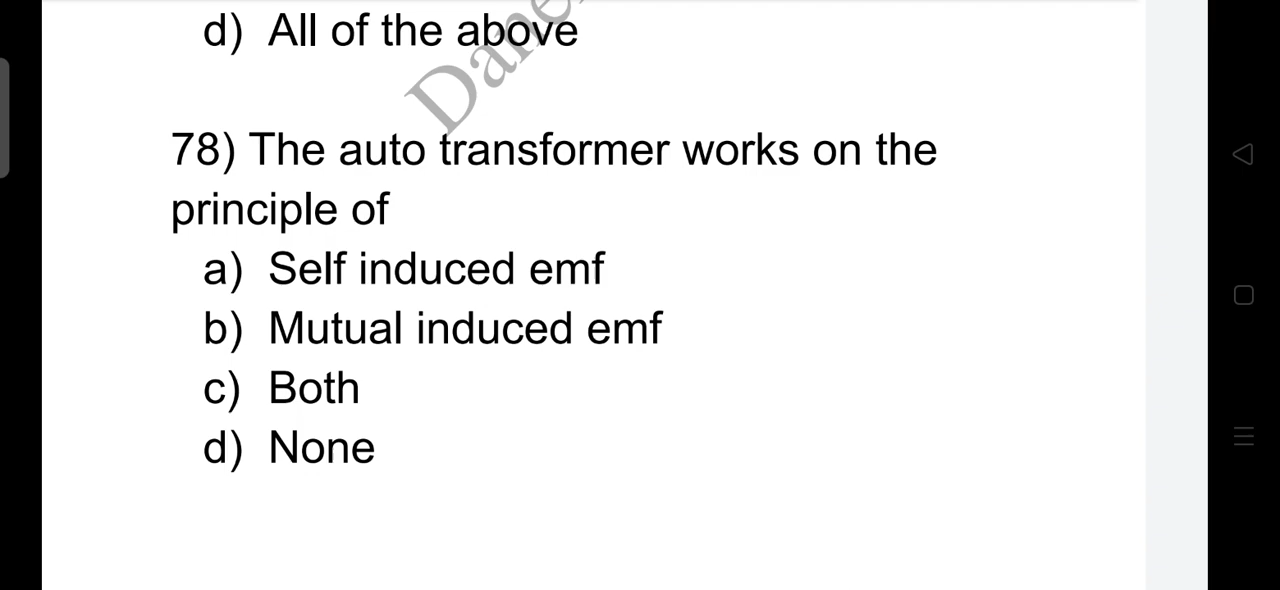 d) All of the above
78) The auto transformer works on the
principle of
a) Self induced emf
b) Mutual induced emf
c) Both
d) None